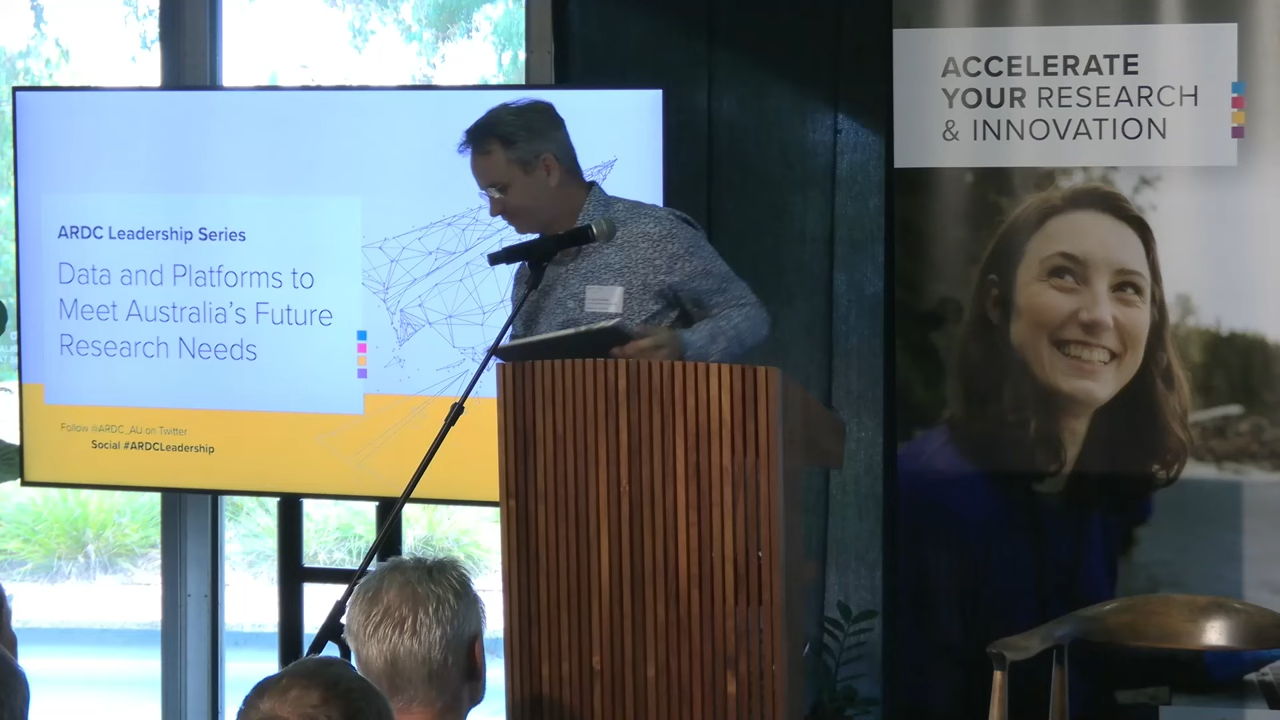 ARDC Leadership Series
Data and Platforms to
Meet Australia's Future
Research Needs
Follow @ARDC_AU on Twitter
Social #ARDCLeadership
ACCELERATE
YOUR RESEARCH
& INNOVATION